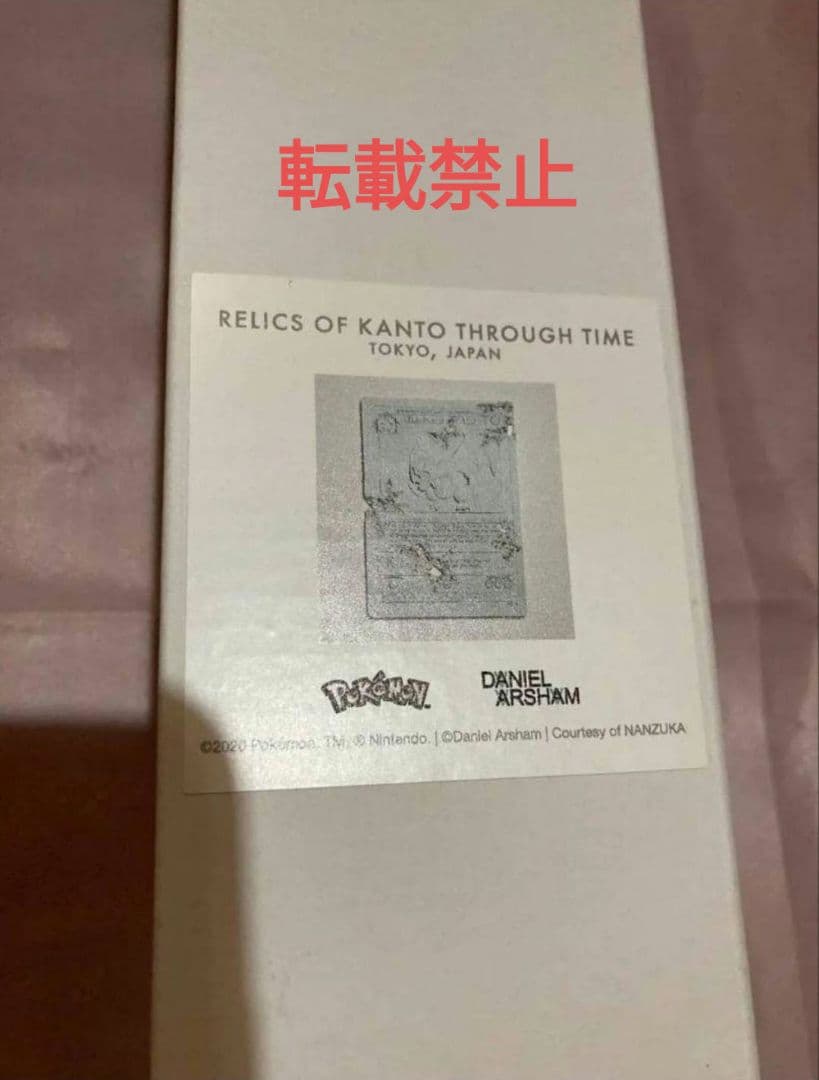 転載禁止
RELICS OF KANTO THROUGH TIME
TOKYO, JAPAN
POKéMON
DANIEL
ARSHAM
©2020 Pokémon. TM, ® Nintendo. | ©Daniel Arsham | Courtesy of NANZUKA